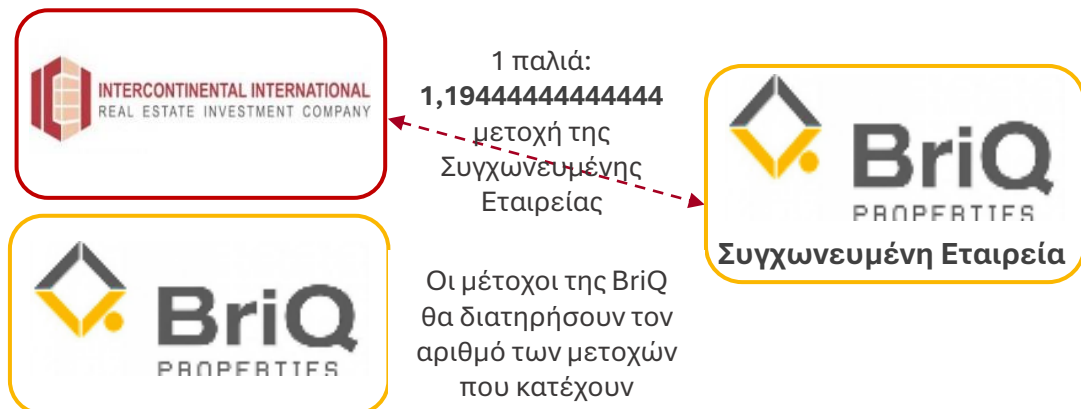 INTERCONTINENTAL INTERNATIONAL
REAL ESTATE INVESTMENT COMPANY
1 παλιά:
1,19444444444444
μετοχή της
Συγχωνευμένης
Εταιρείας
BriQ
PROPERTIES
Συγχωνευμένη Εταιρεία
BriQ
PROPERTIES
Οι μέτοχοι της BriQ
θα διατηρήσουν τον
αριθμό των μετοχών
που κατέχουν